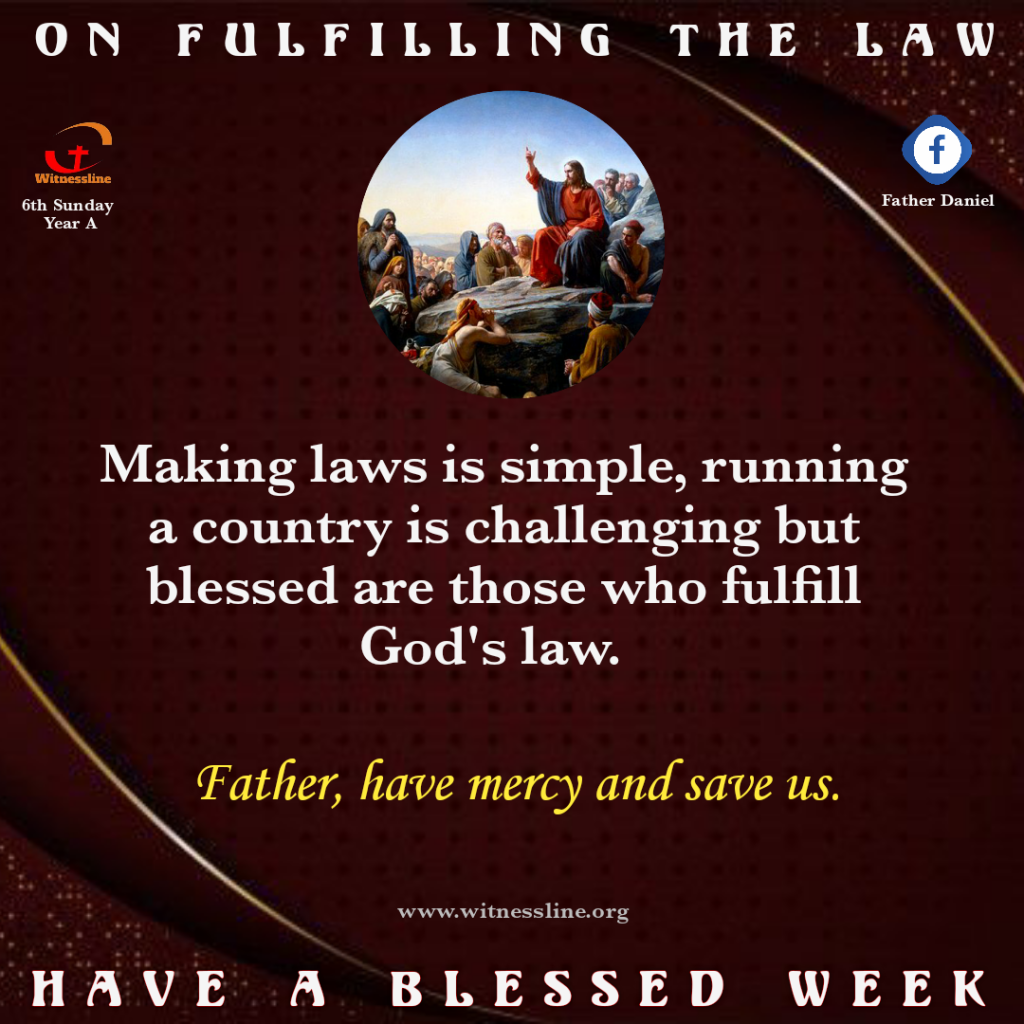 ON FULFILLING THE LAW
Witnessline
6th Sunday
Year A
Father Daniel
Making laws is simple, running
a country is challenging but
blessed are those who fulfill
God's law.
Father, have mercy and save us.
www.witnessline.org
HAVE A BLESSED WEEK